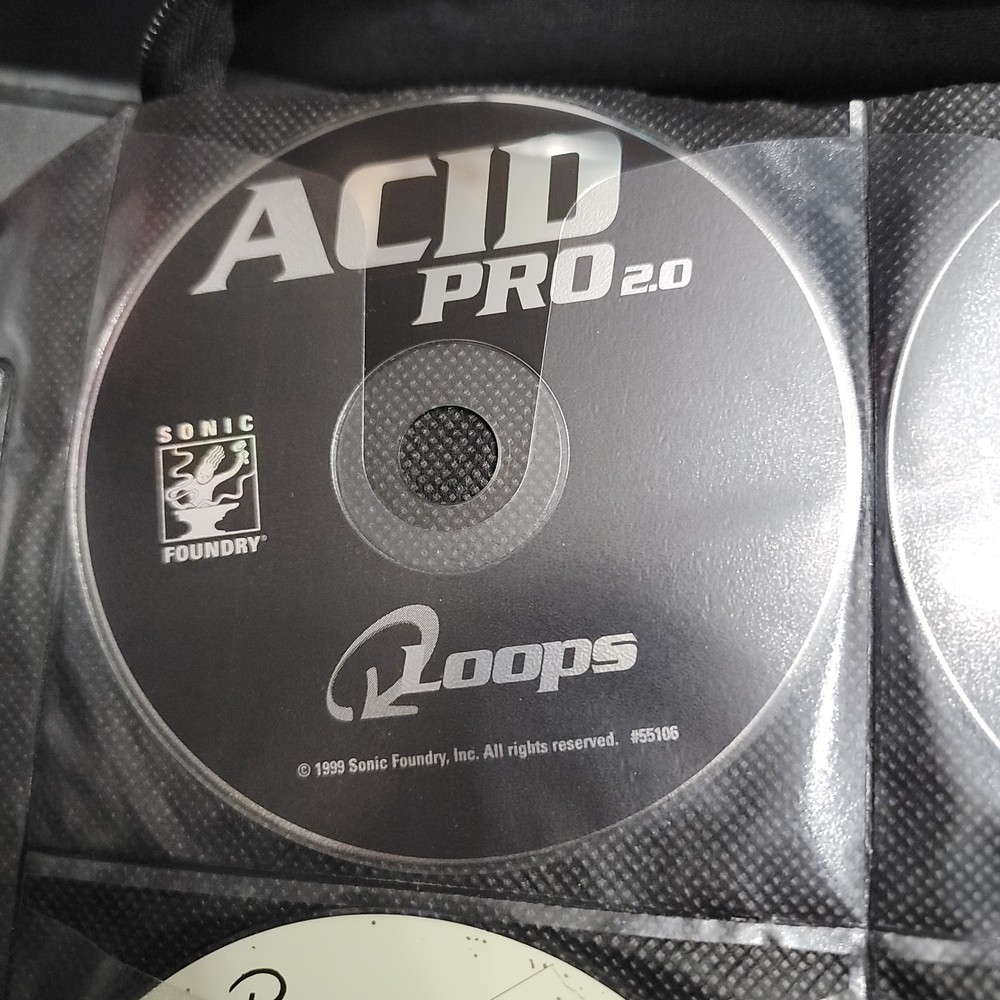 ACID
PRO 2.0
SONIC
FOUNDRY®
Loops
© 1999 Sonic Foundry, Inc. All rights reserved. #55106